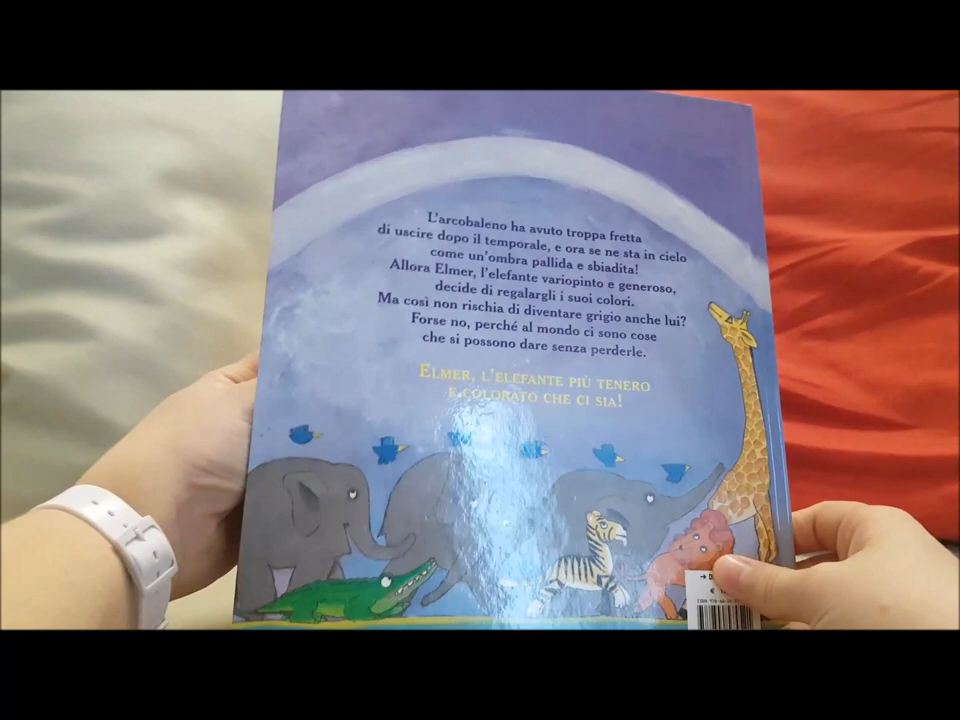 L'arcobaleno ha avuto troppa fretta
di uscire dopo il temporale, e ora se ne sta in cielo
come un'ombra pallida e sbiadita!
Allora Elmer, l'elefante variopinto e generoso,
decide di regalargli i suoi colori.
Ma così non rischia di diventare grigio anche lui?
Forse no, perché al mondo ci sono cose
che si possono dare senza perderle.
ELMER, L'ELEFANTE PIÙ TENERO
E COLORATO CHE CI SIA!